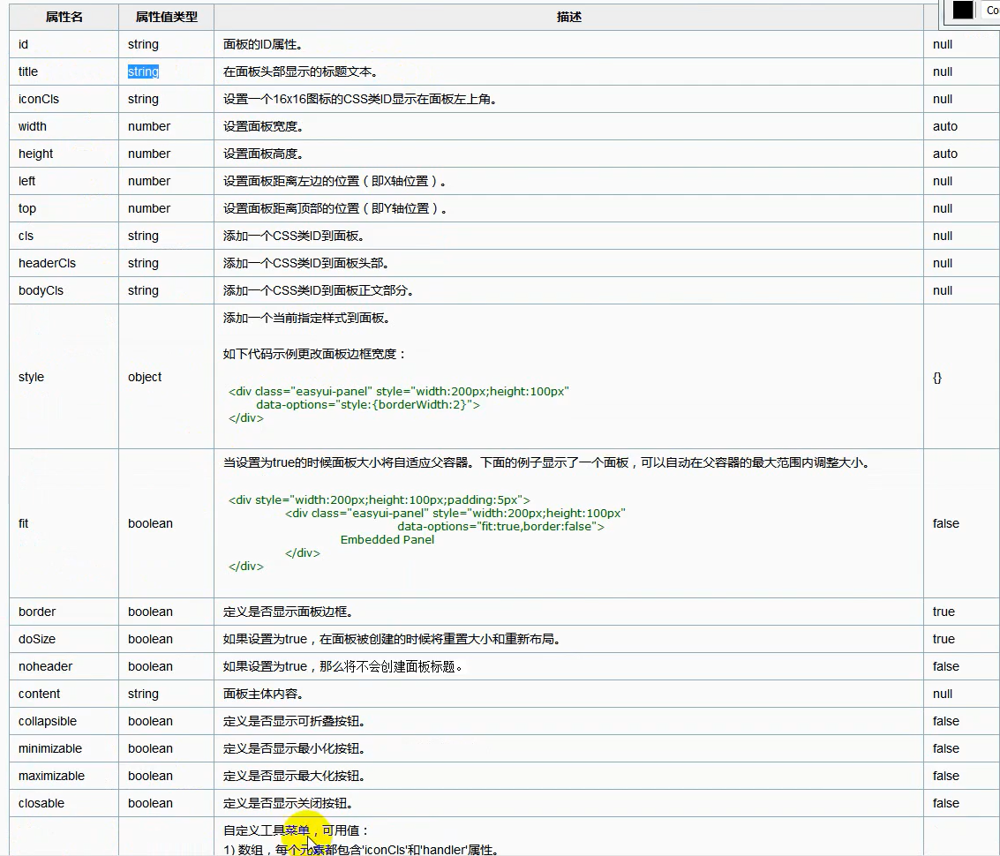 属性名 属性值类型 描述 Co
id string 面板的ID属性。 null
title string 在面板头部显示的标题文本。 null
iconCls string 设置一个16x16图标的CSS类ID显示在面板左上角。 null
width number 设置面板宽度。 auto
height number 设置面板高度。 auto
left number 设置面板距离左边的位置（即X轴位置）。 null
top number 设置面板距离顶部的位置（即Y轴位置）。 null
cls string 添加一个CSS类ID到面板。 null
headerCls string 添加一个CSS类ID到面板头部。 null
bodyCls string 添加一个CSS类ID到面板正文部分。 null
添加一个当前指定样式到面板。
如下代码示例更改面板边框宽度：
style object {}
<div class="easyui-panel" style="width:200px;height:100px"
data-options="style:{borderWidth:2}">
</div>
当设置为true的时候面板大小将自适应父容器。下面的例子显示了一个面板，可以自动在父容器的最大范围内调整大小。
<div style="width:200px;height:100px;padding:5px">
<div class="easyui-panel" style="width:200px;height:100px"
fit boolean data-options="fit:true,border:false"> false
Embedded Panel
</div>
</div>
border boolean 定义是否显示面板边框。 true
doSize boolean 如果设置为true，在面板被创建的时候将重置大小和重新布局。 true
noheader boolean 如果设置为true，那么将不会创建面板标题。 false
content string 面板主体内容。 null
collapsible boolean 定义是否显示可折叠按钮。 false
minimizable boolean 定义是否显示最小化按钮。 false
maximizable boolean 定义是否显示最大化按钮。 false
closable boolean 定义是否显示关闭按钮。 false
自定义工具菜单，可用值：
1) 数组，每个元素都包含'iconCls'和'handler'属性。